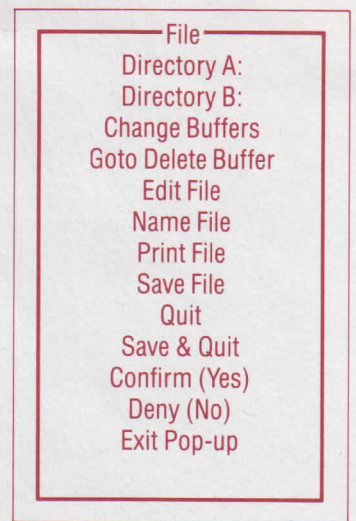 File
Directory A:
Directory B:
Change Buffers
Goto Delete Buffer
Edit File
Name File
Print File
Save File
Quit
Save & Quit
Confirm (Yes)
Deny (No)
Exit Pop-up